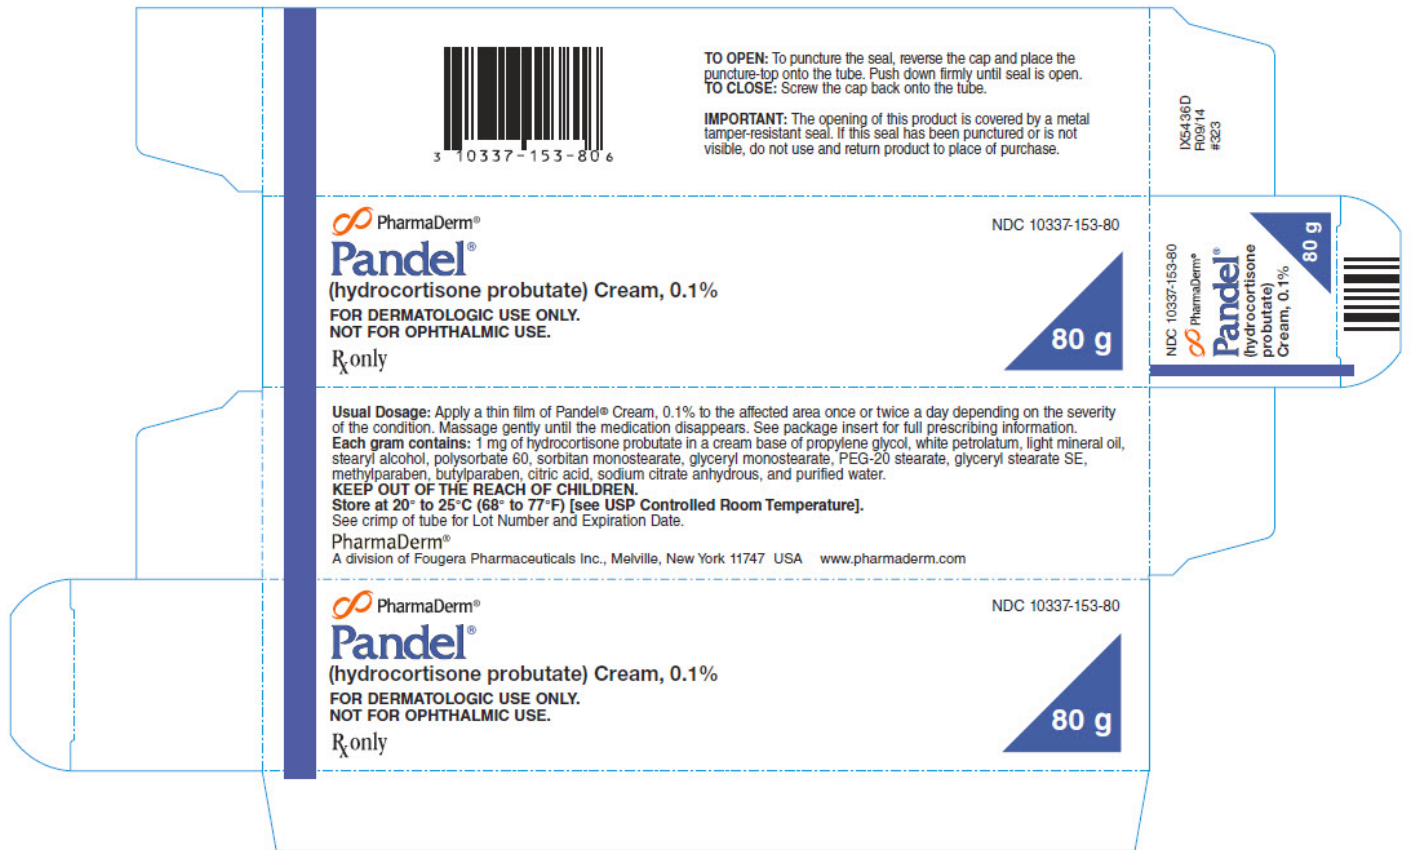 TO OPEN: To puncture the seal, reverse the cap and place the
puncture-top onto the tube. Push down firmly until seal is open.
TO CLOSE: Screw the cap back onto the tube.
IMPORTANT: The opening of this product is covered by a metal
tamper-resistant seal. If this seal has been punctured or is not
visible, do not use and return product to place of purchase.
3 10337-153-80 6
IX5436D
R09/14
#323
PharmaDerm®
NDC 10337-153-80
Pandel®
(hydrocortisone probutate) Cream, 0.1%
FOR DERMATOLOGIC USE ONLY.
NOT FOR OPHTHALMIC USE.
80 g
℞ only
NDC 10337-153-80
PharmaDerm®
Pandel®
(hydrocortisone
probutate)
Cream, 0.1%
80 g
Usual Dosage: Apply a thin film of Pandel® Cream, 0.1% to the affected area once or twice a day depending on the severity
of the condition. Massage gently until the medication disappears. See package insert for full prescribing information.
Each gram contains: 1 mg of hydrocortisone probutate in a cream base of propylene glycol, white petrolatum, light mineral oil,
stearyl alcohol, polysorbate 60, sorbitan monostearate, glyceryl monostearate, PEG-20 stearate, glyceryl stearate SE,
methylparaben, butylparaben, citric acid, sodium citrate anhydrous, and purified water.
KEEP OUT OF THE REACH OF CHILDREN.
Store at 20° to 25°C (68° to 77°F) [see USP Controlled Room Temperature].
See crimp of tube for Lot Number and Expiration Date.
PharmaDerm®
A division of Fougera Pharmaceuticals Inc., Melville, New York 11747 USA www.pharmaderm.com
PharmaDerm®
NDC 10337-153-80
Pandel®
(hydrocortisone probutate) Cream, 0.1%
FOR DERMATOLOGIC USE ONLY.
NOT FOR OPHTHALMIC USE.
80 g
℞ only